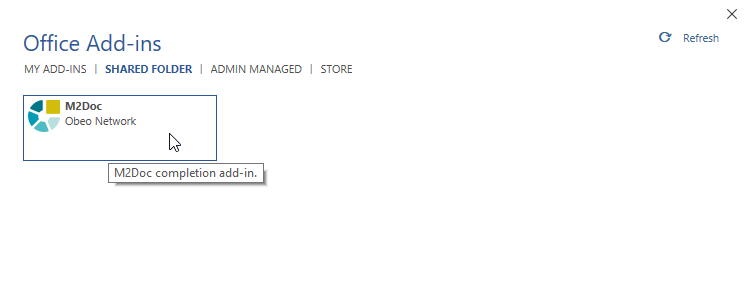 Office Add-ins
Refresh
MY ADD-INS | SHARED FOLDER | ADMIN MANAGED | STORE
M2Doc
Obeo Network
M2Doc completion add-in.